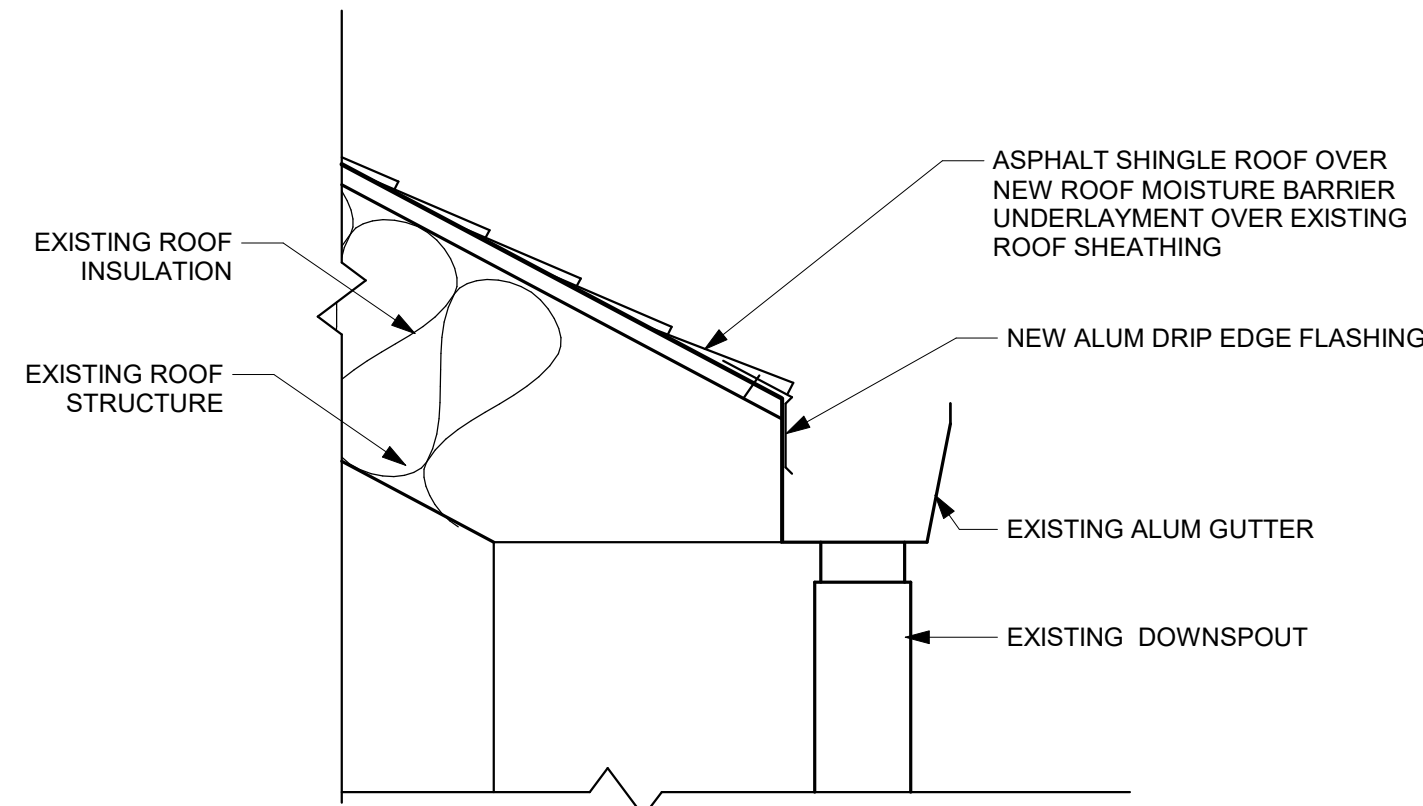 ASPHALT SHINGLE ROOF OVER
NEW ROOF MOISTURE BARRIER
UNDERLAYMENT OVER EXISTING
ROOF SHEATHING
EXISTING ROOF
INSULATION
NEW ALUM DRIP EDGE FLASHING
EXISTING ROOF
STRUCTURE
EXISTING ALUM GUTTER
EXISTING  DOWNSPOUT